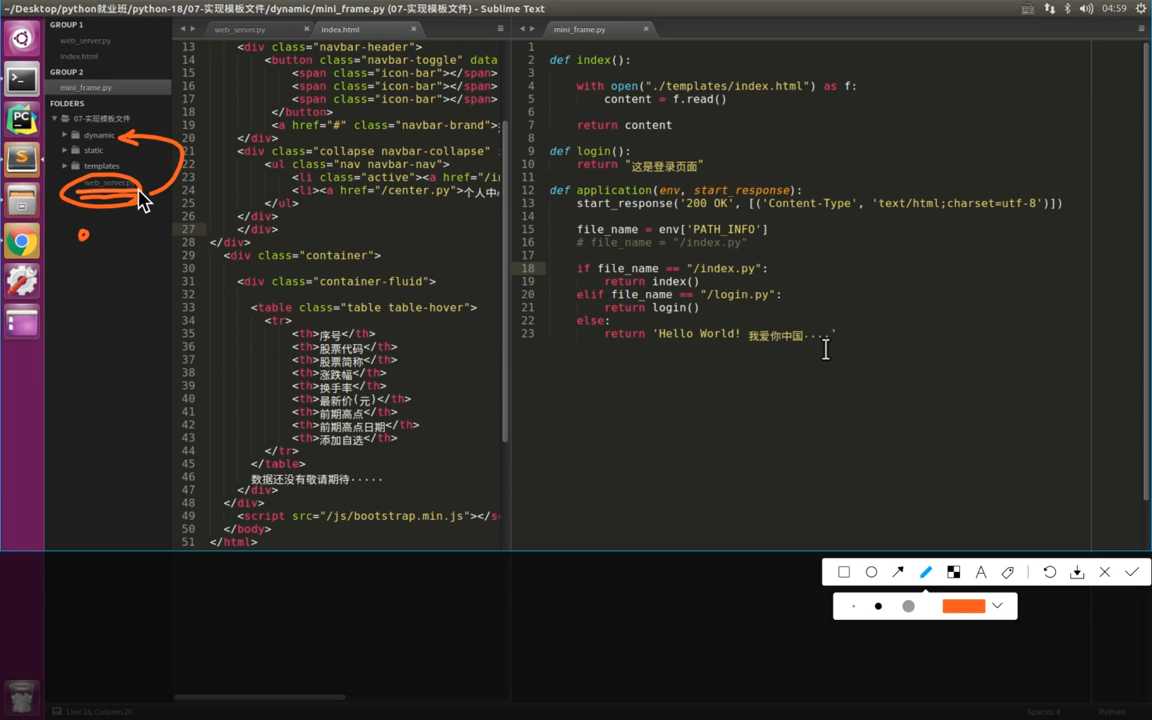 ~/Desktop/python就业班/python-18/07-实现模板文件/dynamic/mini_frame.py (07-实现模板文件) - Sublime Text
04:59
GROUP 1
web_server.py
index.html
GROUP 2
mini_frame.py
FOLDERS
07-实现模板文件
dynamic
static
templates
web_server.py
web_server.py
index.html
13 <div class="navbar-header">
14 <button class="navbar-toggle" data
15 <span class="icon-bar"></span>
16 <span class="icon-bar"></span>
17 <span class="icon-bar"></span>
18 </button>
19 <a href="#" class="navbar-brand">
20 </div>
21 <div class="collapse navbar-collapse"
22 <ul class="nav navbar-nav">
23 <li class="active"><a href="/in
24 <li><a href="/center.py">个人中
25 </ul>
26 </div>
27 </div>
28 </div>
29 <div class="container">
30
31 <div class="container-fluid">
32
33 <table class="table table-hover">
34 <tr>
35 <th>序号</th>
36 <th>股票代码</th>
37 <th>股票简称</th>
38 <th>涨跌幅</th>
39 <th>换手率</th>
40 <th>最新价(元)</th>
41 <th>前期高点</th>
42 <th>前期高点日期</th>
43 <th>添加自选</th>
44 </tr>
45 </table>
46 数据还没有敬请期待·····
47 </div>
48 </div>
49 <script src="/js/bootstrap.min.js"></s
50 </body>
51 </html>
mini_frame.py
1
2 def index():
3
4 with open("./templates/index.html") as f:
5 content = f.read()
6
7 return content
8
9 def login():
10 return "这是登录页面"
11
12 def application(env, start_response):
13 start_response('200 OK', [('Content-Type', 'text/html;charset=utf-8')])
14
15 file_name = env['PATH_INFO']
16 # file_name = "/index.py"
17
18 if file_name == "/index.py":
19 return index()
20 elif file_name == "/login.py":
21 return login()
22 else:
23 return 'Hello World! 我爱你中国....'
Line 18, Column 28
Spaces: 4
Python